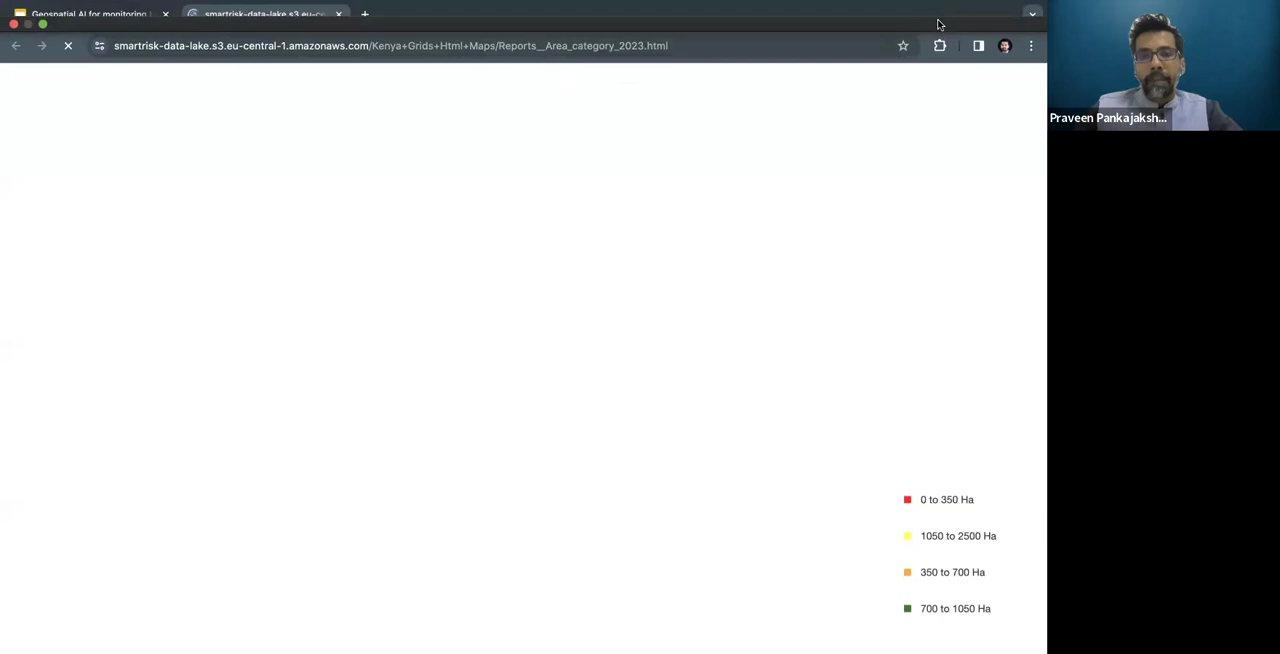 Geospatial AI for monitoring
smartrisk-data-lake.s3.eu-ce
smartrisk-data-lake.s3.eu-central-1.amazonaws.com/Kenya+Grids+Html+Maps/Reports__Area_category_2023.html
Praveen Pankajaksh...
0 to 350 Ha
1050 to 2500 Ha
350 to 700 Ha
700 to 1050 Ha